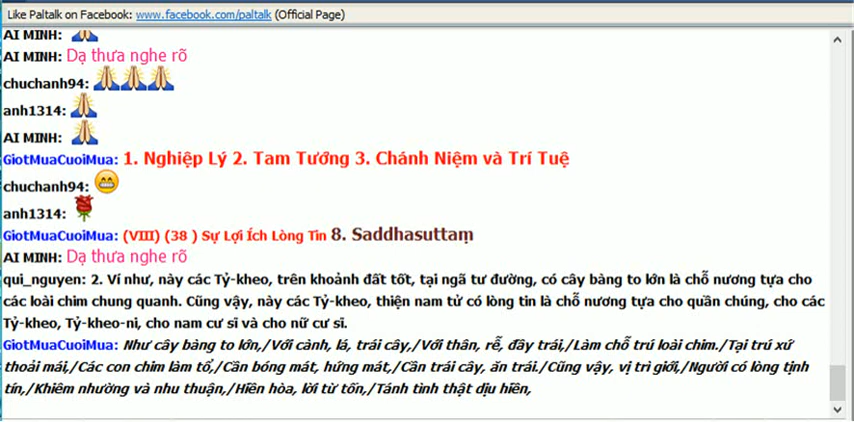 Like Paltalk on Facebook: www.facebook.com/paltalk (Official Page)
AI MINH:
AI MINH: Dạ thưa nghe rõ
chuchanh94:
anh1314:
AI MINH:
GiotMuaCuoiMua: 1. Nghiệp Lý 2. Tam Tướng 3. Chánh Niệm và Trí Tuệ
chuchanh94:
anh1314:
GiotMuaCuoiMua: (VIII) (38 ) Sự Lợi Ích Lòng Tin 8. Saddhasuttaṃ
AI MINH: Dạ thưa nghe rõ
qui_nguyen: 2. Ví như, này các Tỷ-kheo, trên khoảnh đất tốt, tại ngã tư đường, có cây bàng to lớn là chỗ nương tựa cho
các loài chim chung quanh. Cũng vậy, này các Tỷ-kheo, thiện nam tử có lòng tin là chỗ nương tựa cho quần chúng, cho các
Tỷ-kheo, Tỷ-kheo-ni, cho nam cư sĩ và cho nữ cư sĩ.
GiotMuaCuoiMua: Như cây bàng to lớn,/Với cành, lá, trái cây,/Với thân, rễ, đầy trái,/Làm chỗ trú loài chim./Tại trú xứ
thoải mái,/Các con chim làm tổ,/Cần bóng mát, hứng mát,/Cần trái cây, ăn trái./Cũng vậy, vị trì giới,/Người có lòng tịnh
tín,/Khiêm nhường và nhu thuận,/Hiền hòa, lời từ tốn,/Tánh tình thật dịu hiền,